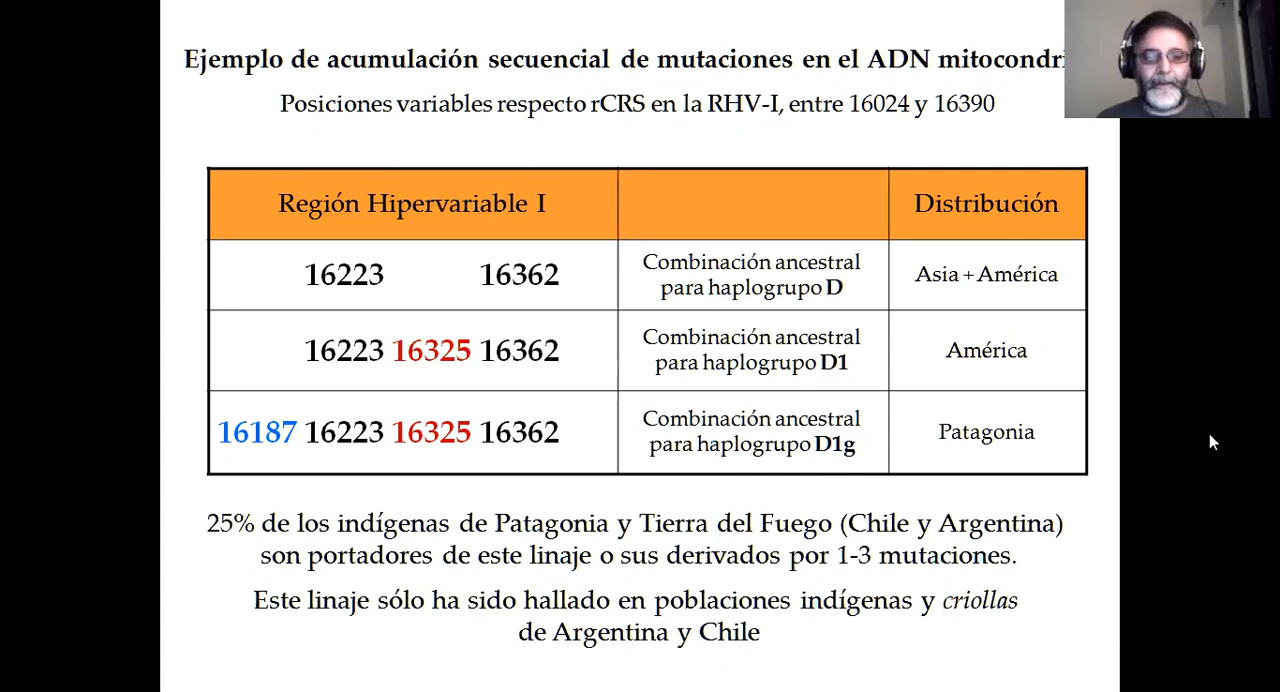 Ejemplo de acumulación secuencial de mutaciones en el ADN mitocondri
Posiciones variables respecto rCRS en la RHV-I, entre 16024 y 16390
Región Hipervariable I
Distribución
16223 16362
Combinación ancestral
para haplogrupo D
Asia + América
16223 16325 16362
Combinación ancestral
para haplogrupo D1
América
16187 16223 16325 16362
Combinación ancestral
para haplogrupo D1g
Patagonia
25% de los indígenas de Patagonia y Tierra del Fuego (Chile y Argentina)
son portadores de este linaje o sus derivados por 1-3 mutaciones.
Este linaje sólo ha sido hallado en poblaciones indígenas y criollas
de Argentina y Chile